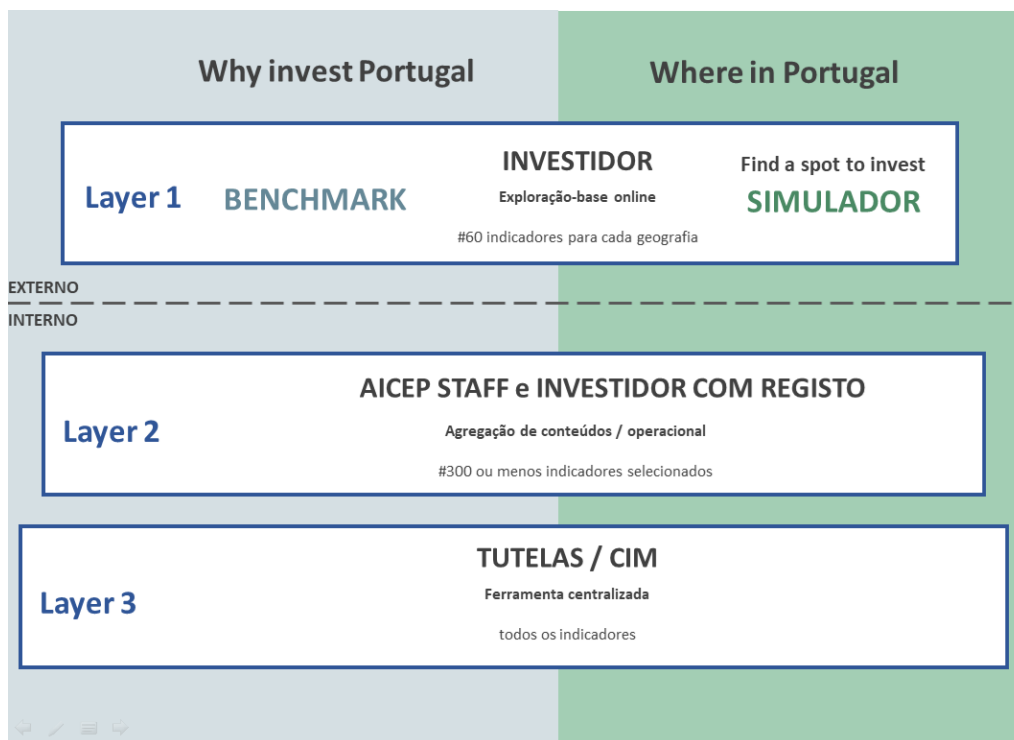 Why invest Portugal
Where in Portugal
Layer 1
BENCHMARK
INVESTIDOR
Exploração-base online
#60 indicadores para cada geografia
Find a spot to invest
SIMULADOR
EXTERNO
INTERNO
Layer 2
AICEP STAFF e INVESTIDOR COM REGISTO
Agregação de conteúdos / operacional
#300 ou menos indicadores selecionados
Layer 3
TUTELAS / CIM
Ferramenta centralizada
todos os indicadores